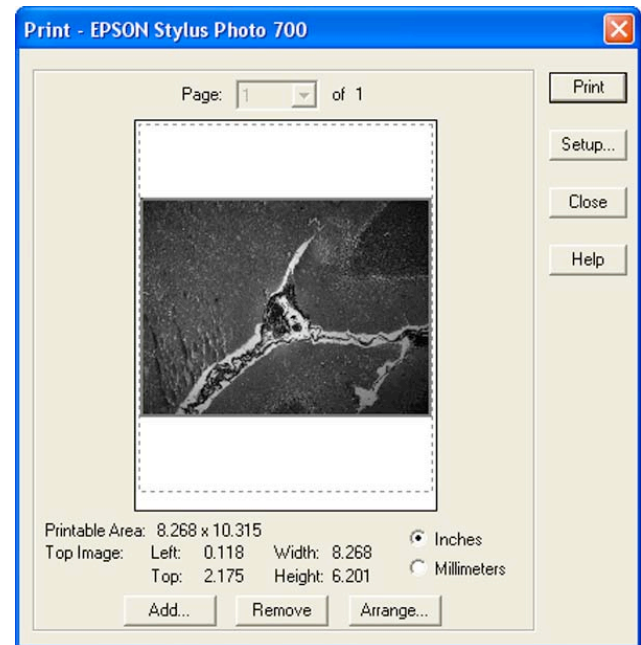 Print - EPSON Stylus Photo 700
Page: 1 of 1
Print
Setup...
Close
Help
Printable Area: 8.268 x 10.315
Top Image: Left: 0.118 Width: 8.268
Top: 2.175 Height: 6.201
Inches
Millimeters
Add... Remove Arrange...